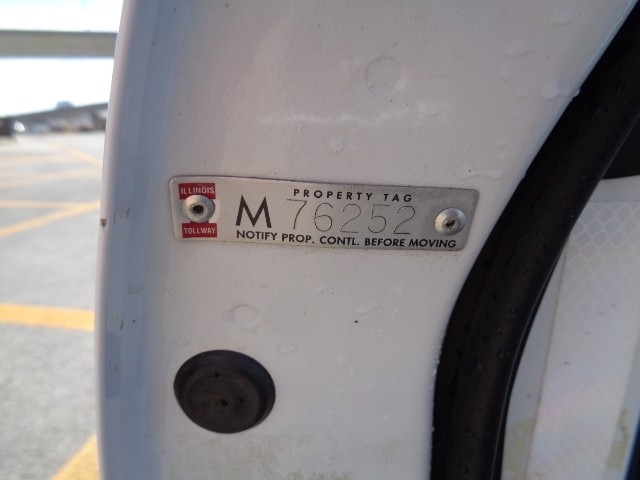 PROPERTY TAG
ILLINOIS
M 76252
TOLLWAY
NOTIFY PROP. CONTL. BEFORE MOVING